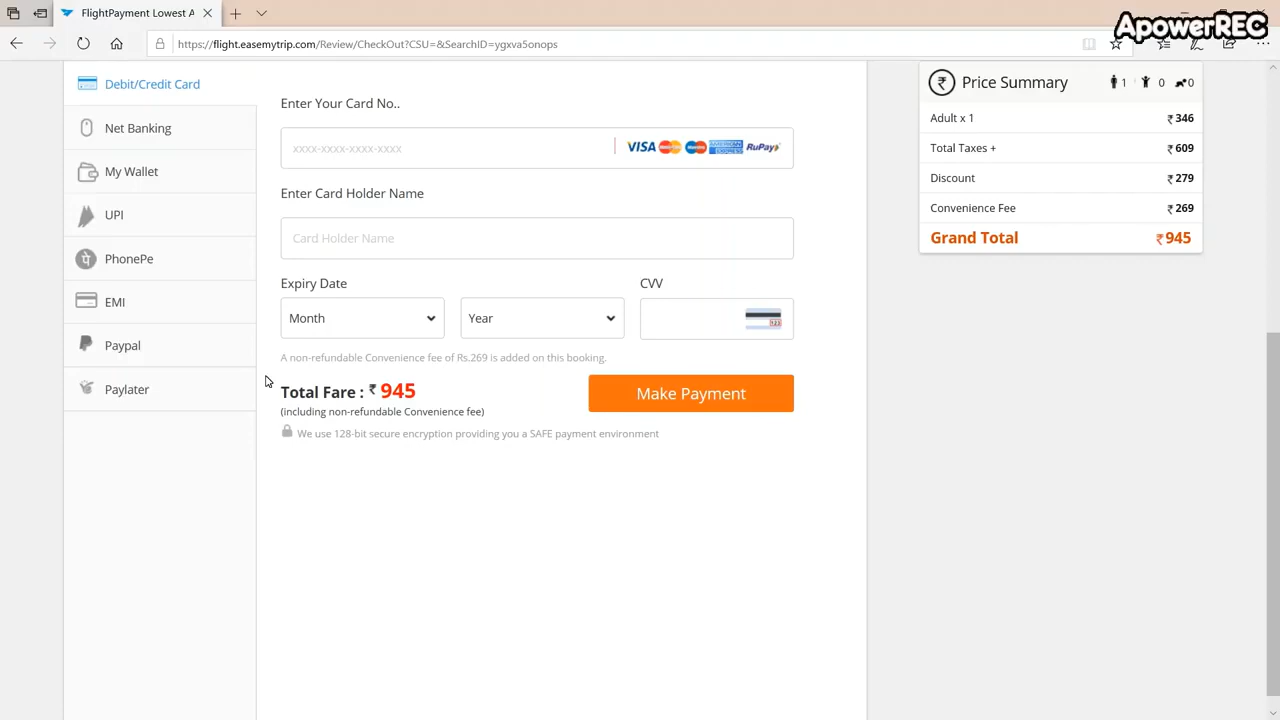 FlightPayment Lowest A
ApowerREC
https://flight.easemytrip.com/Review/CheckOut?CSU=&SearchID=ygxva5onops
Debit/Credit Card
Net Banking
My Wallet
UPI
PhonePe
EMI
Paypal
Paylater
Enter Your Card No..
xxxx-xxxx-xxxx-xxxx
VISA
RuPay
Enter Card Holder Name
Card Holder Name
Expiry Date
CVV
Month
Year
123
A non-refundable Convenience fee of Rs.269 is added on this booking.
Total Fare : ₹ 945
Make Payment
(including non-refundable Convenience fee)
We use 128-bit secure encryption providing you a SAFE payment environment
₹ Price Summary 1 0 0
Adult x 1 ₹ 346
Total Taxes + ₹ 609
Discount ₹ 279
Convenience Fee ₹ 269
Grand Total ₹ 945